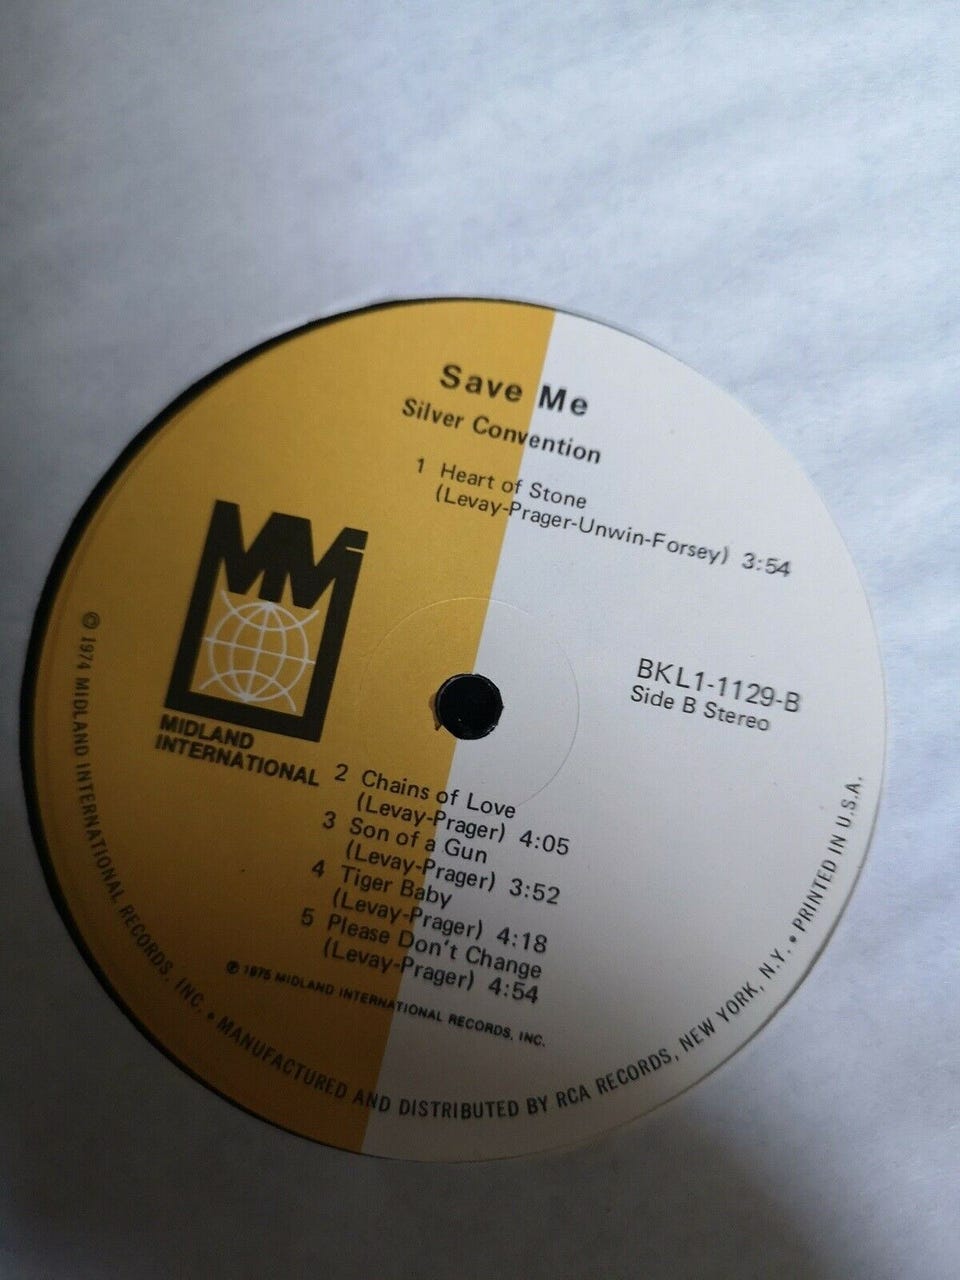 Save Me
Silver Convention
1 Heart of Stone
(Levay-Prager-Unwin-Forsey) 3:54
MMi
MIDLAND
INTERNATIONAL
BKL1-1129-B
Side B Stereo
2 Chains of Love
(Levay-Prager) 4:05
3 Son of a Gun
(Levay-Prager) 3:52
4 Tiger Baby
(Levay-Prager) 4:18
5 Please Don't Change
(Levay-Prager) 4:54
℗ 1975 MIDLAND INTERNATIONAL RECORDS, INC.
© 1974 MIDLAND INTERNATIONAL RECORDS, INC. • MANUFACTURED AND DISTRIBUTED BY RCA RECORDS, NEW YORK, N.Y. • PRINTED IN U.S.A.